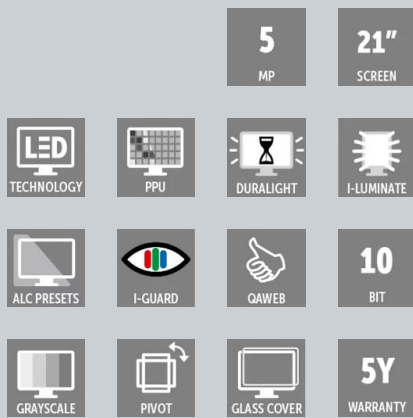 5
MP
21"
SCREEN
LED
TECHNOLOGY
PPU
DURALIGHT
I-LUMINATE
ALC PRESETS
I-GUARD
QAWEB
10
BIT
GRAYSCALE
PIVOT
GLASS COVER
5Y
WARRANTY